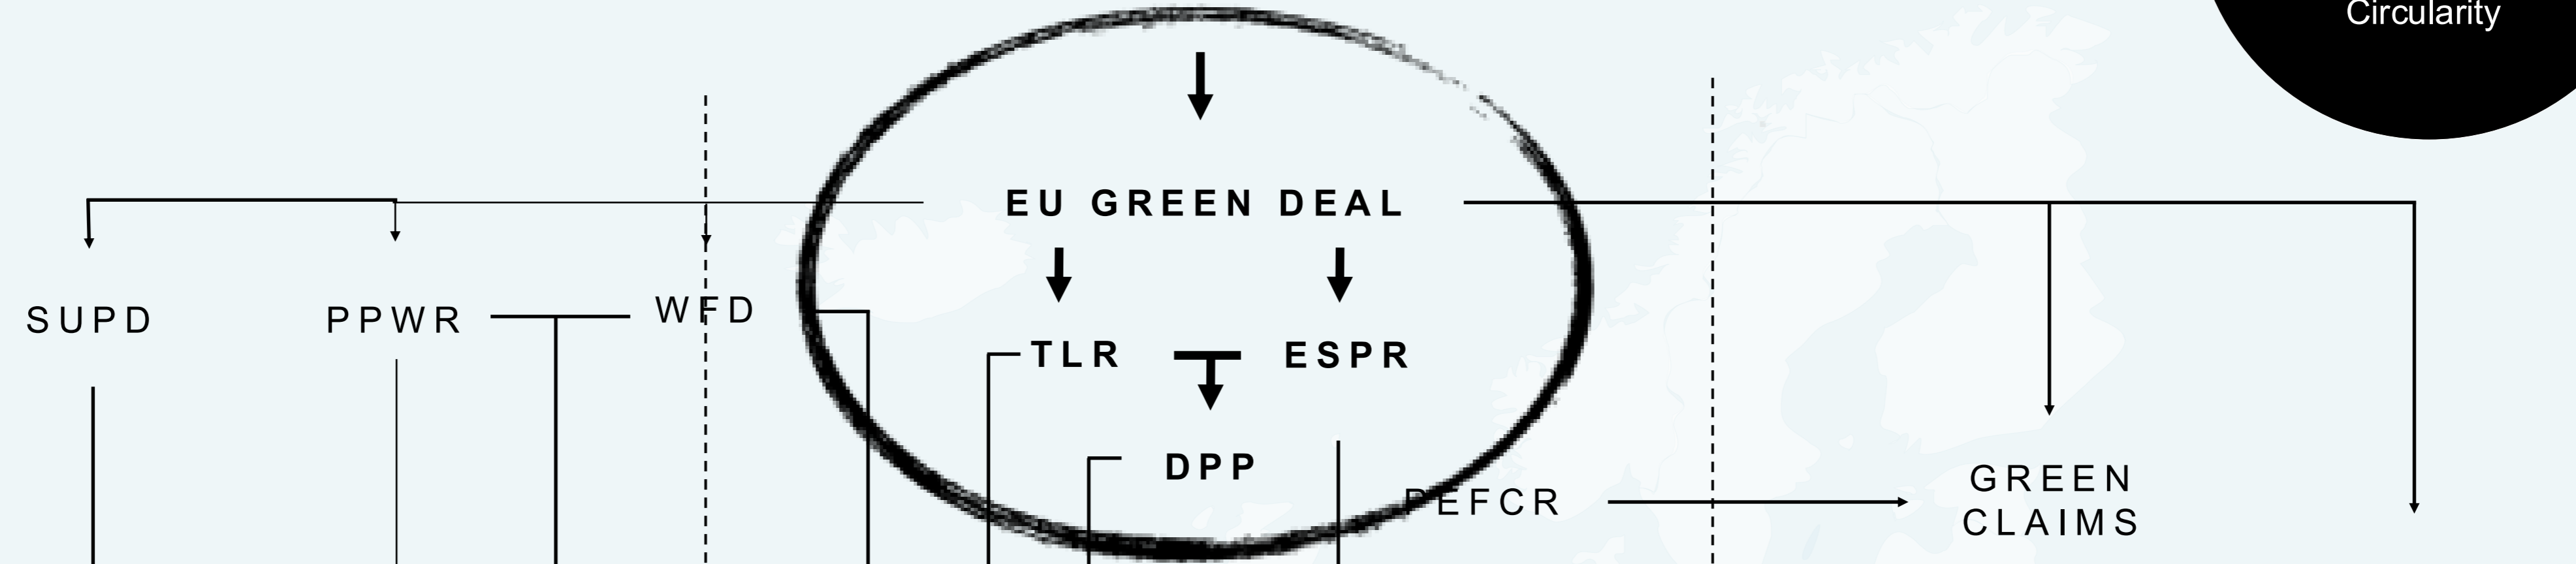 Circularity
EU GREEN DEAL
SUPD
PPWR
WFD
TLR
ESPR
DPP
PEFCR
GREEN
CLAIMS